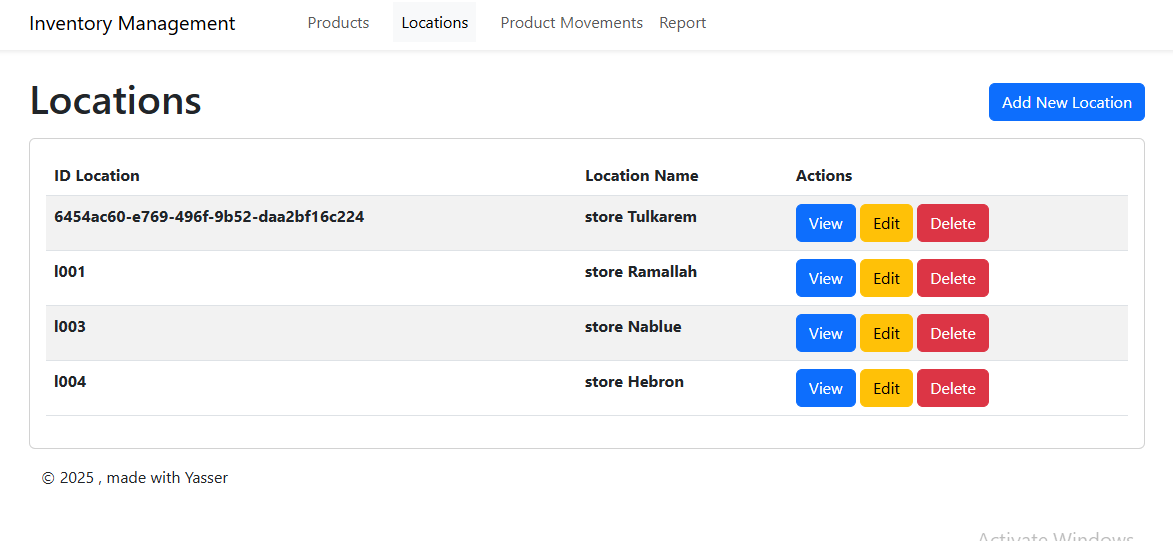 Inventory Management Products Locations Product Movements Report
Locations
Add New Location
ID Location Location Name Actions
6454ac60-e769-496f-9b52-daa2bf16c224 store Tulkarem View Edit Delete
l001 store Ramallah View Edit Delete
l003 store Nablue View Edit Delete
l004 store Hebron View Edit Delete
© 2025 , made with Yasser
Activate Windows